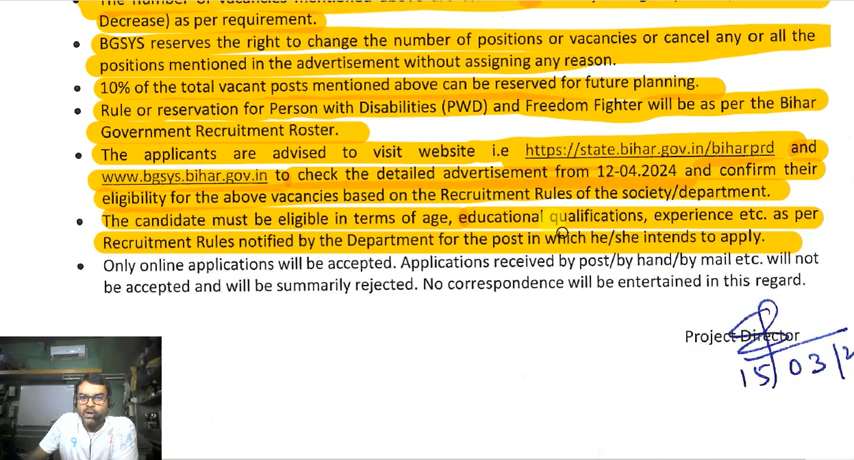 Decrease) as per requirement.
• BGSYS reserves the right to change the number of positions or vacancies or cancel any or all the
positions mentioned in the advertisement without assigning any reason.
• 10% of the total vacant posts mentioned above can be reserved for future planning.
• Rule or reservation for Person with Disabilities (PWD) and Freedom Fighter will be as per the Bihar
Government Recruitment Roster.
• The applicants are advised to visit website i.e https://state.bihar.gov.in/biharprd and
www.bgsys.bihar.gov.in to check the detailed advertisement from 12-04.2024 and confirm their
eligibility for the above vacancies based on the Recruitment Rules of the society/department.
• The candidate must be eligible in terms of age, educational qualifications, experience etc. as per
Recruitment Rules notified by the Department for the post in which he/she intends to apply.
• Only online applications will be accepted. Applications received by post/by hand/by mail etc. will not
be accepted and will be summarily rejected. No correspondence will be entertained in this regard.
Project Director
15/03/2